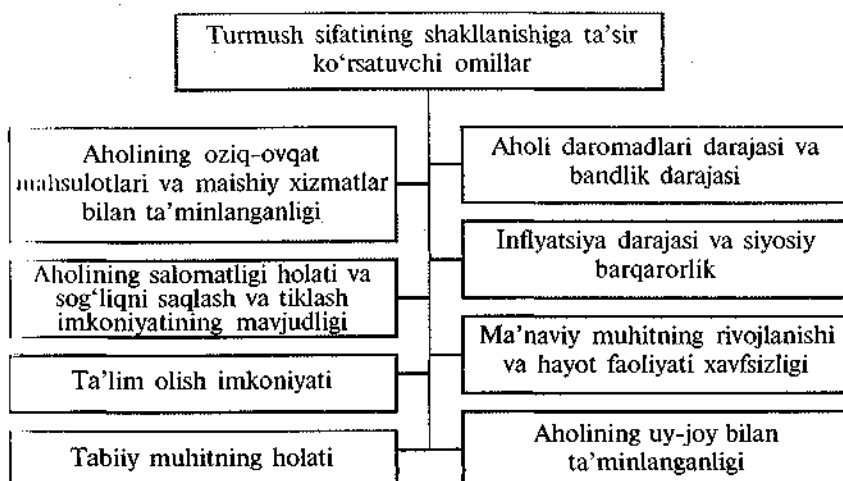 Turmush sifatining shakllanishiga ta’sir
ko‘rsatuvchi omillar
Aholining oziq-ovqat
mahsulotlari va maishiy xizmatlar
bilan ta’minlanganligi
Aholining salomatligi holati va
sog‘liqni saqlash va tiklash
imkoniyatining mavjudligi
Ta’lim olish imkoniyati
Tabiiy muhitning holati
Aholi daromadlari darajasi va
bandlik darajasi
Inflyatsiya darajasi va siyosiy
barqarorlik
Ma’naviy muhitning rivojlanishi
va hayot faoliyati xavfsizligi
Aholining uy-joy bilan
ta’minlanganligi